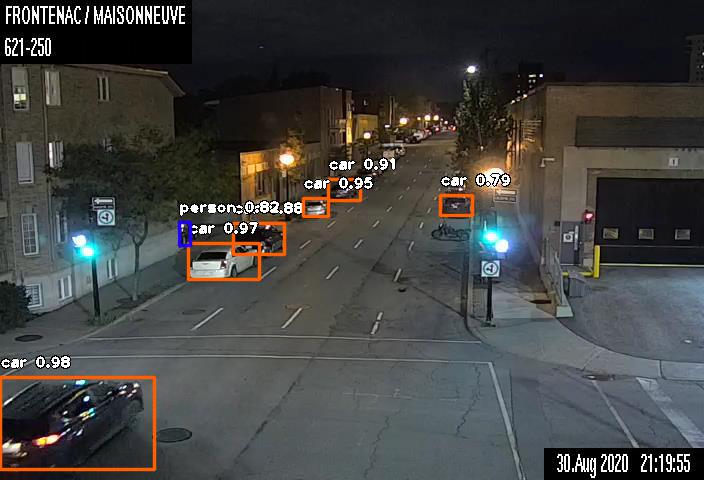 FRONTENAC / MAISONNEUVE
621-250
car 0.91
car 0.95
car 0.79
person 0.82
.88
car 0.97
car 0.98
30.Aug 2020 21:19:55